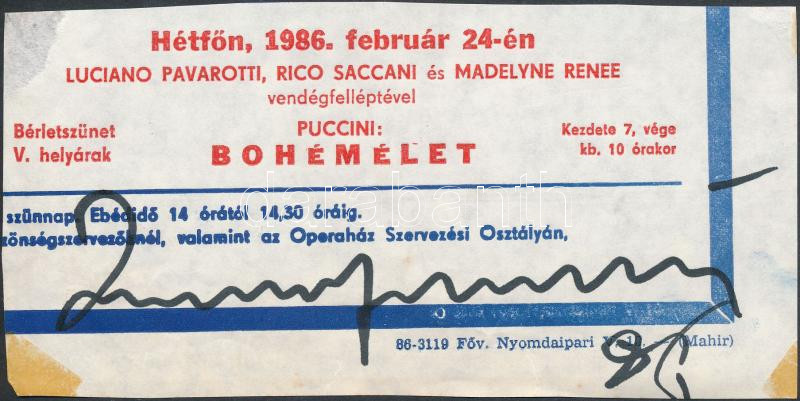 Hétfőn, 1986. február 24-én
LUCIANO PAVAROTTI, RICO SACCANI és MADELYNE RENEE
vendégfelléptével
Bérletszünet
V. helyárak
PUCCINI:
BOHÉMÉLET
Kezdete 7, vége
kb. 10 órakor
szünnap. Ebédidő 14 órától 14,30 óráig.
zönségszervezőknél, valamint az Operaház Szervezési Osztályán,
darabanth
86-3119 Főv. Nyomdaipari V. (Mahir)